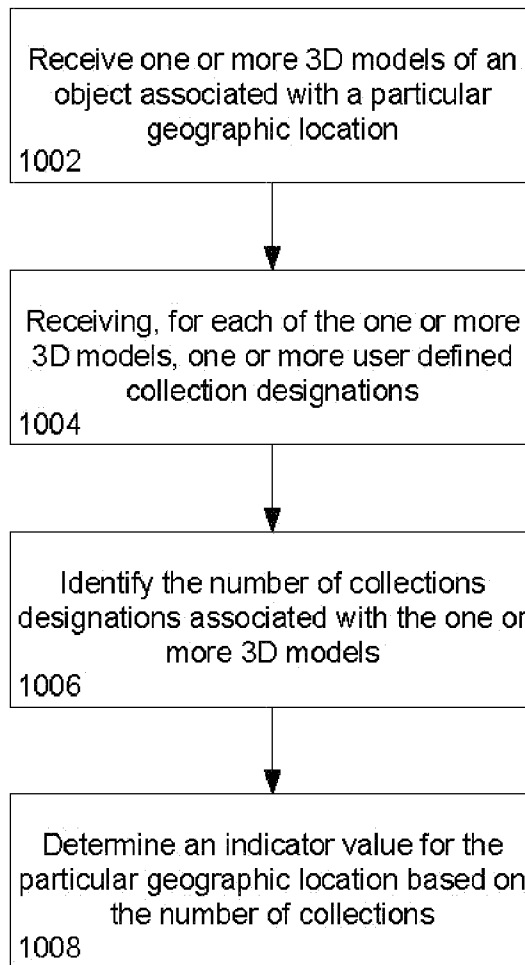 Receive one or more 3D models of an
object associated with a particular
geographic location
1002
Receiving, for each of the one or more
3D models, one or more user defined
collection designations
1004
Identify the number of collections
designations associated with the one or
more 3D models
1006
Determine an indicator value for the
particular geographic location based on
the number of collections
1008